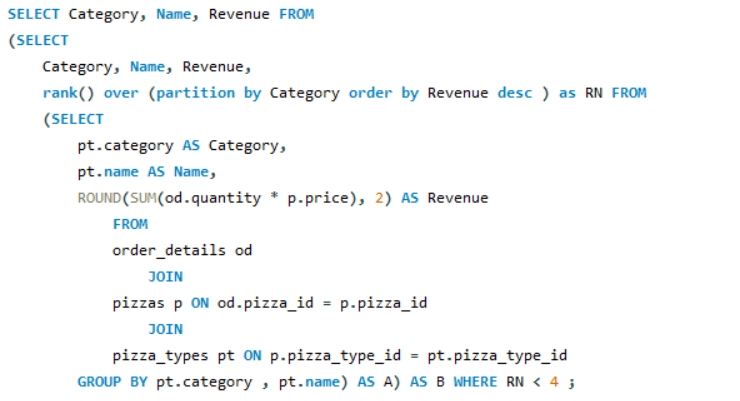 SELECT Category, Name, Revenue FROM
(SELECT
Category, Name, Revenue,
rank() over (partition by Category order by Revenue desc ) as RN FROM
(SELECT
pt.category AS Category,
pt.name AS Name,
ROUND(SUM(od.quantity * p.price), 2) AS Revenue
FROM
order_details od
JOIN
pizzas p ON od.pizza_id = p.pizza_id
JOIN
pizza_types pt ON p.pizza_type_id = pt.pizza_type_id
GROUP BY pt.category , pt.name) AS A) AS B WHERE RN < 4 ;